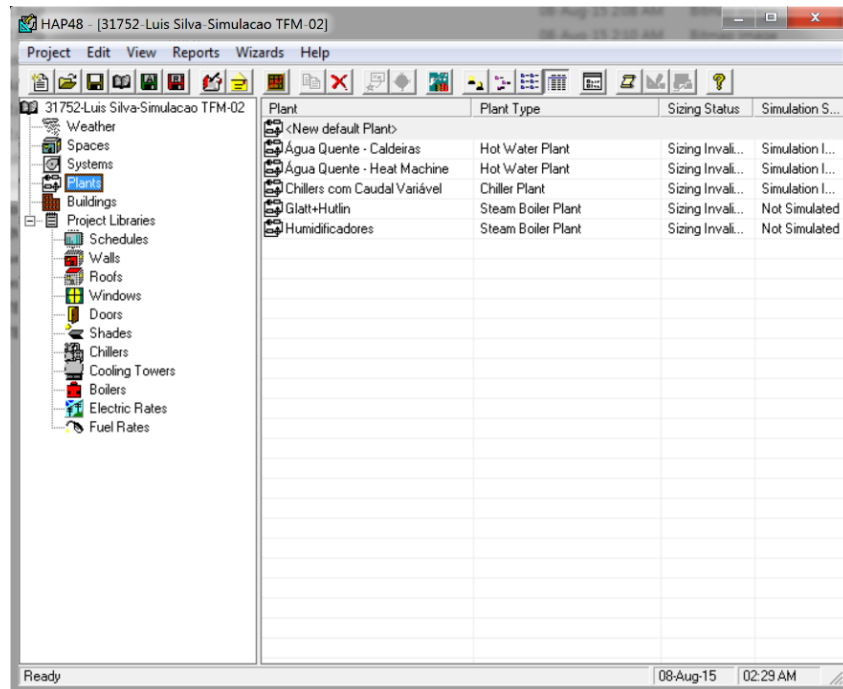 HAP48 - [31752-Luis Silva-Simulacao TFM-02]
Project Edit View Reports Wizards Help
31752-Luis Silva-Simulacao TFM-02
Weather
Spaces
Systems
Plants
Buildings
Project Libraries
Schedules
Walls
Roofs
Windows
Doors
Shades
Chillers
Cooling Towers
Boilers
Electric Rates
Fuel Rates
Plant Plant Type Sizing Status Simulation S...
<New default Plant>
Água Quente - Caldeiras Hot Water Plant Sizing Invali... Simulation I...
Água Quente - Heat Machine Hot Water Plant Sizing Invali... Simulation I...
Chillers com Caudal Variável Chiller Plant Sizing Invali... Simulation I...
Glatt+Hutlin Steam Boiler Plant Sizing Invali... Not Simulated
Humidificadores Steam Boiler Plant Sizing Invali... Not Simulated
Ready 08-Aug-15 02:29 AM